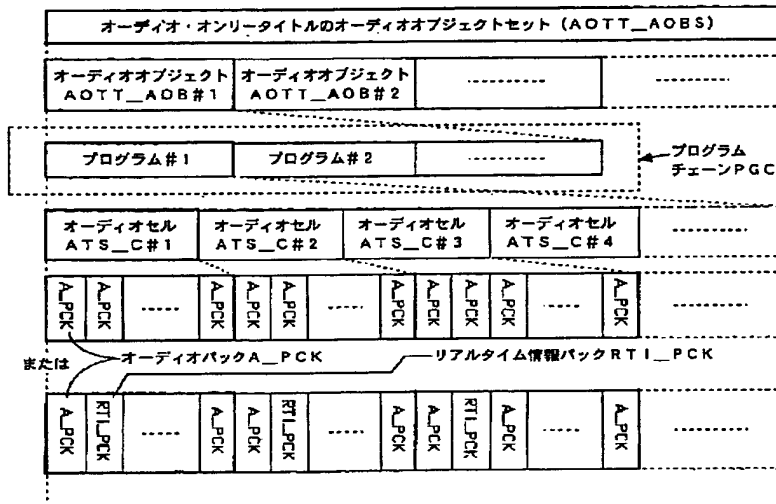 オーディオ・オンリータイトルのオーディオオブジェクトセット（AOTT＿AOBS）
オーディオオブジェクト オーディオオブジェクト
AOTT＿AOB＃1 AOTT＿AOB＃2
プログラム＃1 プログラム＃2
プログラム
チェーンPGC
オーディオセル オーディオセル オーディオセル オーディオセル
ATS＿C＃1 ATS＿C＃2 ATS＿C＃3 ATS＿C＃4
A_PCK A_PCK A_PCK A_PCK A_PCK A_PCK A_PCK A_PCK A_PCK
または オーディオパックA＿PCK リアルタイム情報パックRTI＿PCK
A_PCK RTI_PCK A_PCK A_PCK RTI_PCK A_PCK A_PCK RTI_PCK A_PCK A_PCK